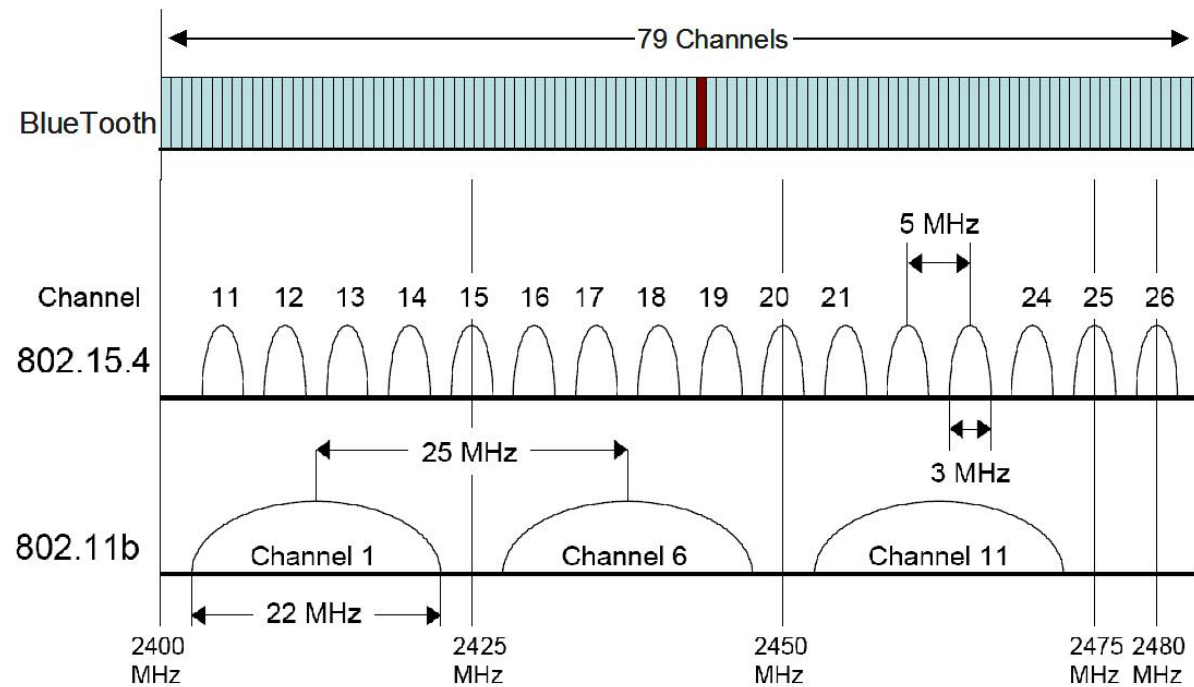 79 Channels
BlueTooth
5 MHz
Channel 11 12 13 14 15 16 17 18 19 20 21 24 25 26
802.15.4
25 MHz
3 MHz
802.11b
Channel 1 Channel 6 Channel 11
22 MHz
2400 2425 2450 2475 2480
MHz MHz MHz MHz MHz